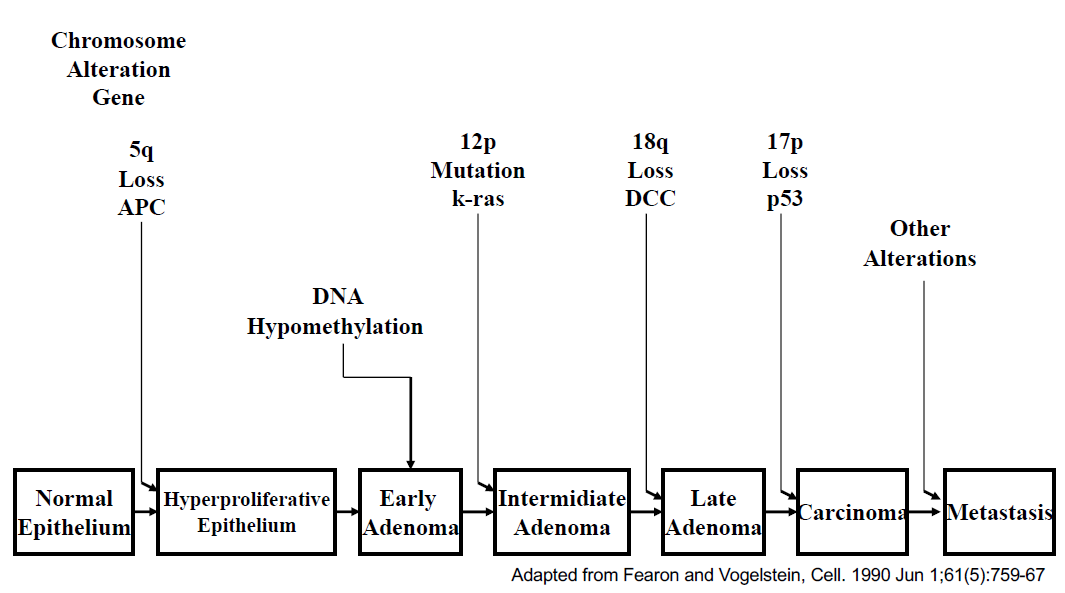 Chromosome
Alteration
Gene
5q
Loss
APC
12p
Mutation
k-ras
18q
Loss
DCC
17p
Loss
p53
Other
Alterations
DNA
Hypomethylation
Normal
Epithelium
Hyperproliferative
Epithelium
Early
Adenoma
Intermidiate
Adenoma
Late
Adenoma
Carcinoma
Metastasis
Adapted from Fearon and Vogelstein, Cell. 1990 Jun 1;61(5):759-67